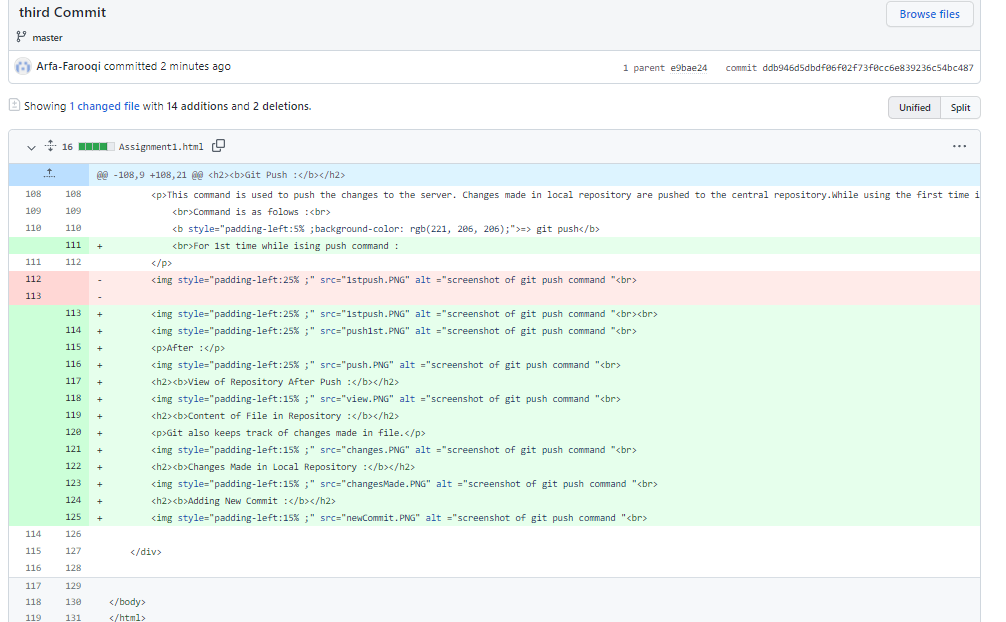 third Commit
Browse files
master
Arfa-Farooqi committed 2 minutes ago
1 parent e9bae24 commit ddb946d5dbdf06f02f73f0cc6e839236c54bc487
Showing 1 changed file with 14 additions and 2 deletions.
Unified Split
16 Assignment1.html
@@ -108,9 +108,21 @@ <h2><b>Git Push :</b></h2>
108 108 <p>This command is used to push the changes to the server. Changes made in local repository are pushed to the central repository.While using the first time i
109 109 <br>Command is as folows :<br>
110 110 <b style="padding-left:5% ;background-color: rgb(221, 206, 206);">=> git push</b>
111 + <br>For 1st time while ising push command :
111 112 </p>
112 - <img style="padding-left:25% ;" src="1stpush.PNG" alt ="screenshot of git push command "<br>
113 -
113 + <img style="padding-left:25% ;" src="1stpush.PNG" alt ="screenshot of git push command "<br><br>
114 + <img style="padding-left:25% ;" src="push1st.PNG" alt ="screenshot of git push command "<br>
115 + <p>After :</p>
116 + <img style="padding-left:25% ;" src="push.PNG" alt ="screenshot of git push command "<br>
117 + <h2><b>View of Repository After Push :</b></h2>
118 + <img style="padding-left:15% ;" src="view.PNG" alt ="screenshot of git push command "<br>
119 + <h2><b>Content of File in Repository :</b></h2>
120 + <p>Git also keeps track of changes made in file.</p>
121 + <img style="padding-left:15% ;" src="changes.PNG" alt ="screenshot of git push command "<br>
122 + <h2><b>Changes Made in Local Repository :</b></h2>
123 + <img style="padding-left:15% ;" src="changesMade.PNG" alt ="screenshot of git push command "<br>
124 + <h2><b>Adding New Commit :</b></h2>
125 + <img style="padding-left:15% ;" src="newCommit.PNG" alt ="screenshot of git push command "<br>
114 126
115 127 </div>
116 128
117 129
118 130 </body>
119 131 </html>